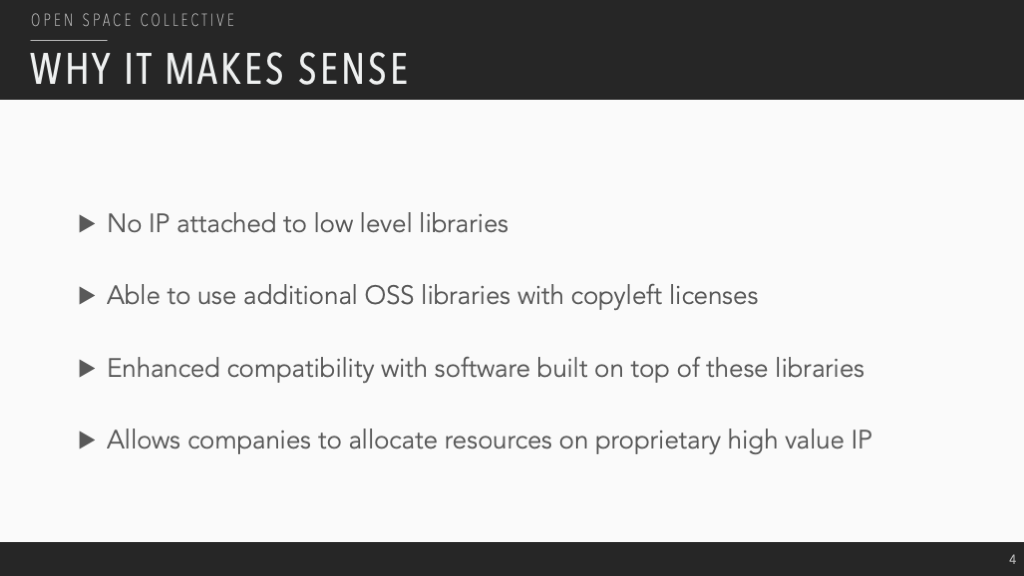 OPEN SPACE COLLECTIVE
WHY IT MAKES SENSE
▶ No IP attached to low level libraries
▶ Able to use additional OSS libraries with copyleft licenses
▶ Enhanced compatibility with software built on top of these libraries
▶ Allows companies to allocate resources on proprietary high value IP
4